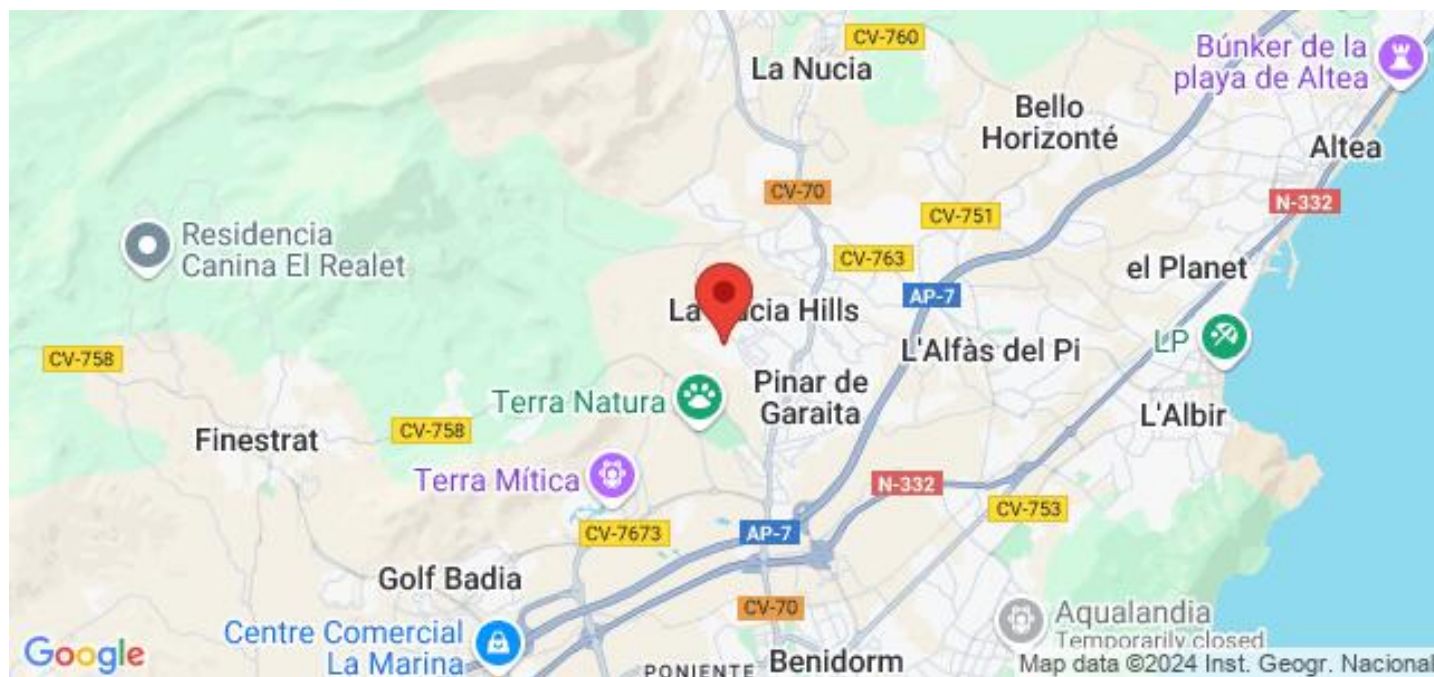 CV-760
La Nucia
Búnker de la
playa de Altea
Bello
Horizonté
Altea
CV-70
N-332
CV-751
Residencia
Canina El Realet
CV-763
el Planet
AP-7
La Nucia Hills
LP
CV-758
L'Alfàs del Pi
Pinar de
Garaita
Terra Natura
L'Albir
CV-758
Finestrat
Terra Mítica
N-332
CV-753
CV-7673
AP-7
Golf Badia
CV-70
Aqualandia
Temporarily closed
Centre Comercial
La Marina
Google
PONIENTE
Benidorm
Map data ©2024 Inst. Geogr. Nacional